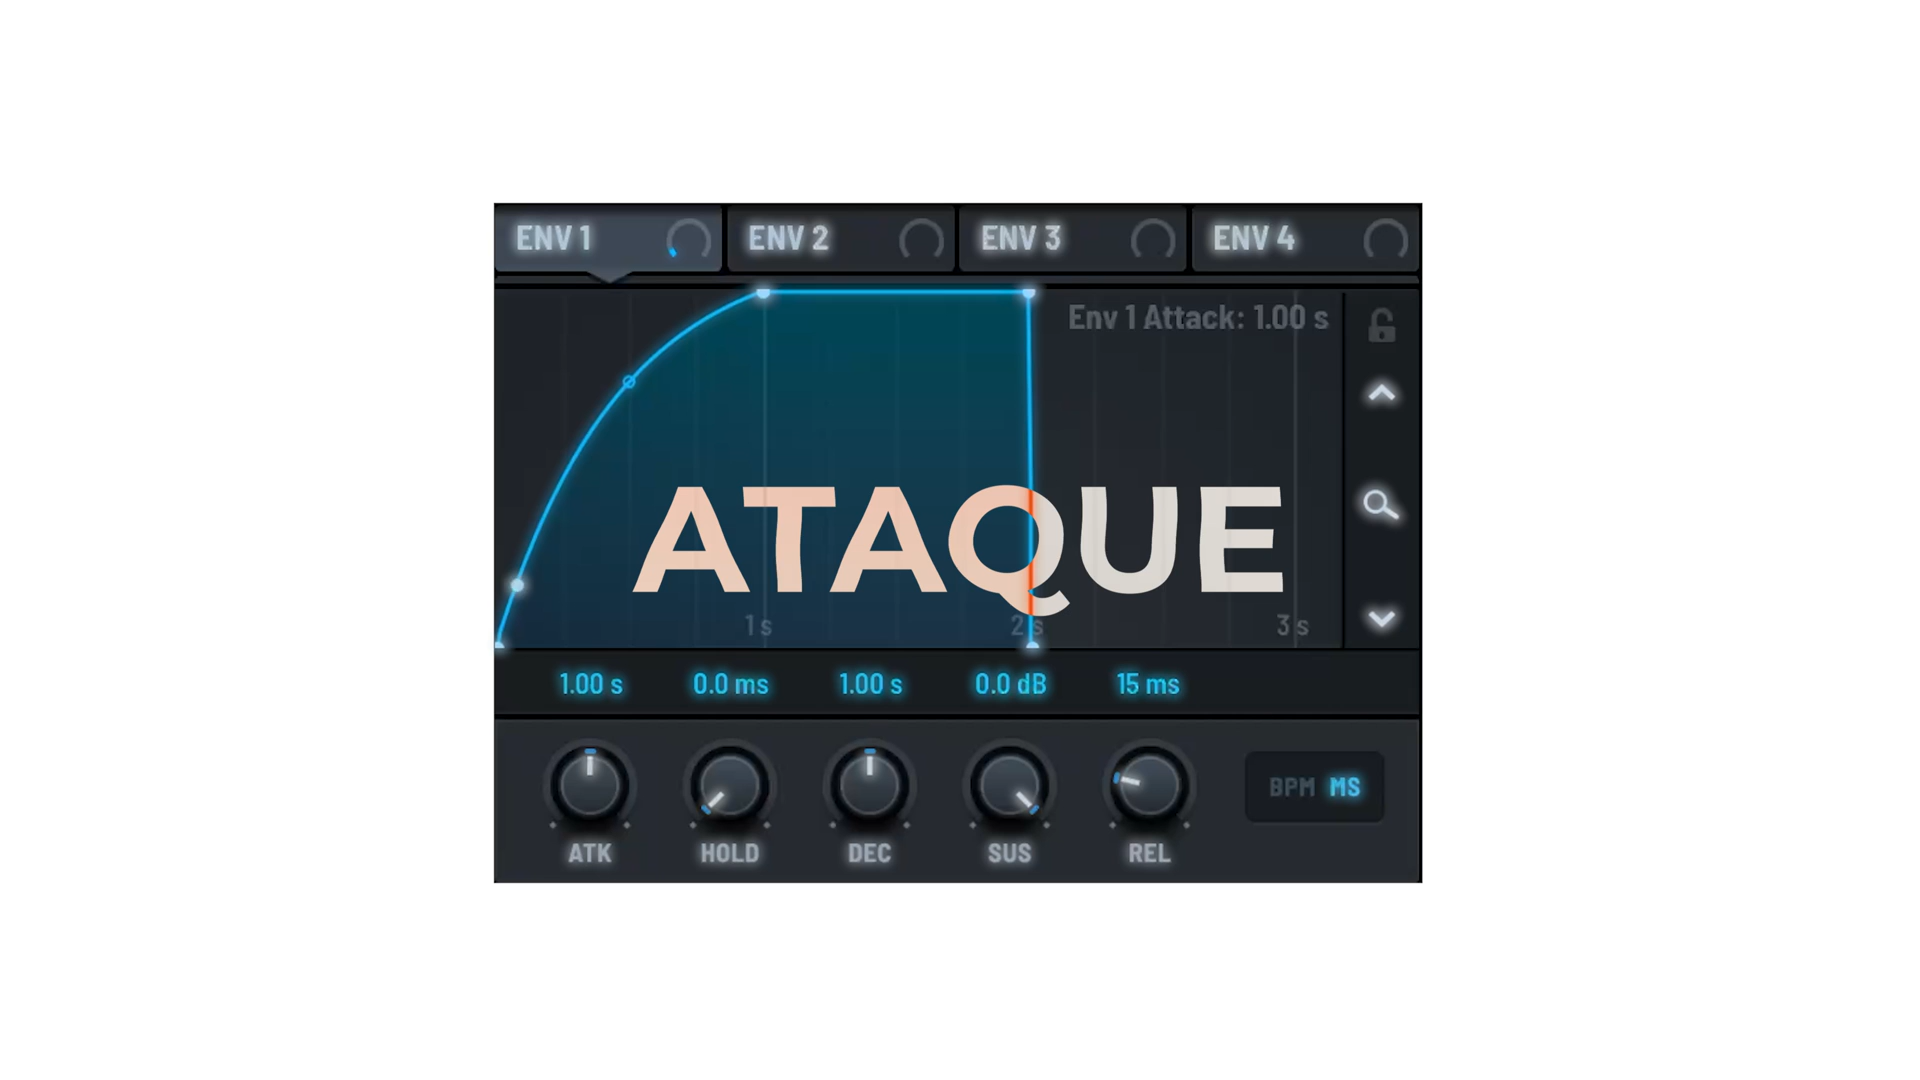 ENV 1 ENV 2 ENV 3 ENV 4
Env 1 Attack: 1.00 s
ATAQUE
1 s 2 s 3 s
1.00 s 0.0 ms 1.00 s 0.0 dB 15 ms
BPM MS
ATK HOLD DEC SUS REL